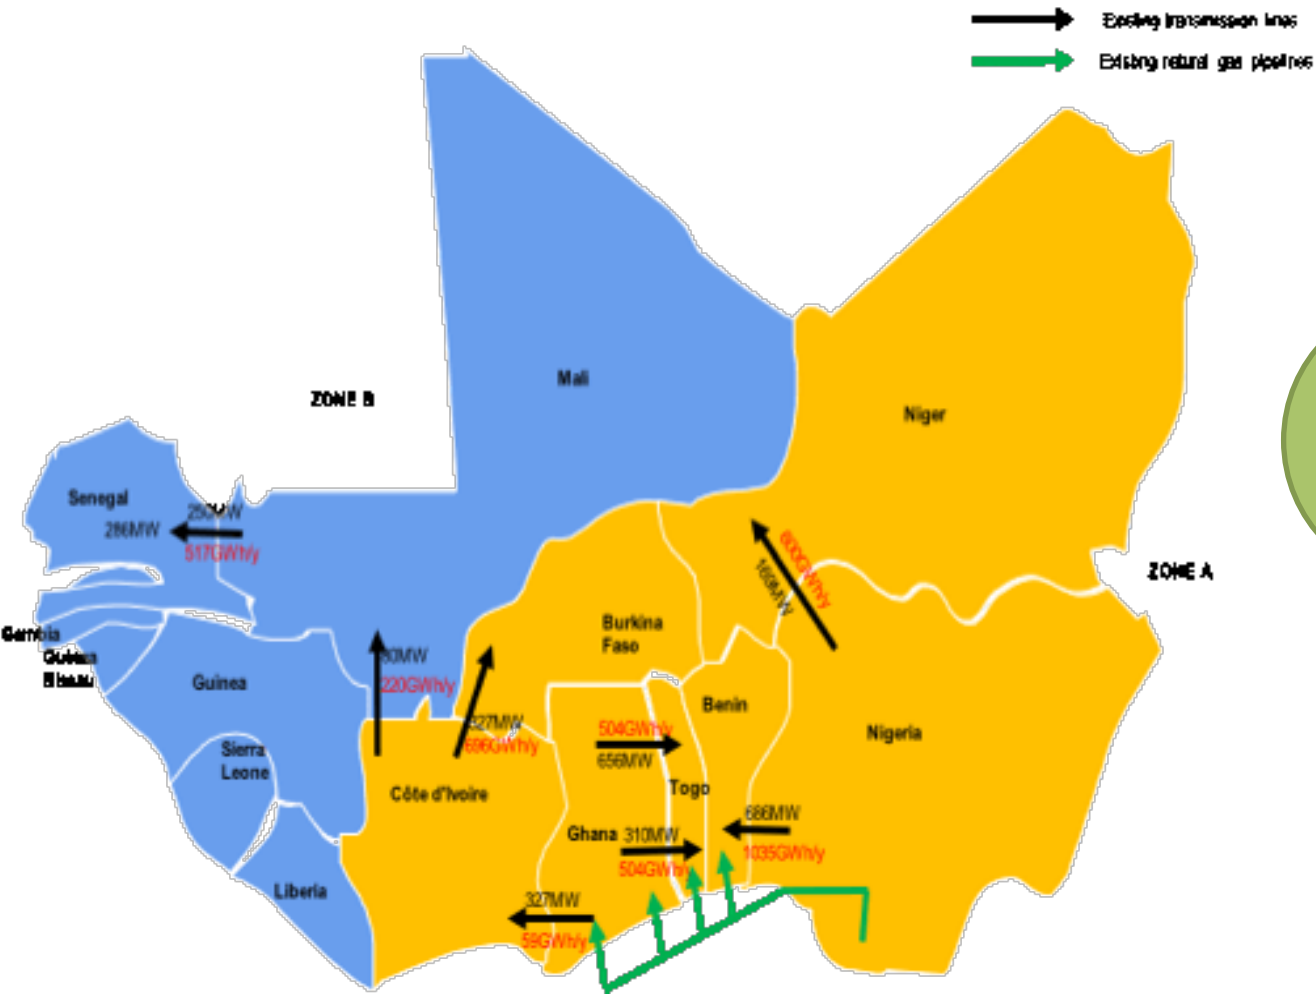 Existing transmission lines
Existing natural gas pipelines
Mali
ZONE B
Niger
Senegal
250MW
286MW
517GWh/y
600GWh/y
160MW
ZONE A
Burkina
Faso
Gambia
Guinea
Bissau
80MW
220GWh/y
Guinea
Benin
327MW
696GWh/y
504GWh/y
656MW
Nigeria
Sierra
Leone
Togo
Côte d'Ivoire
686MW
Ghana 310MW
1035GWh/y
504GWh/y
Liberia
327MW
59GWh/y